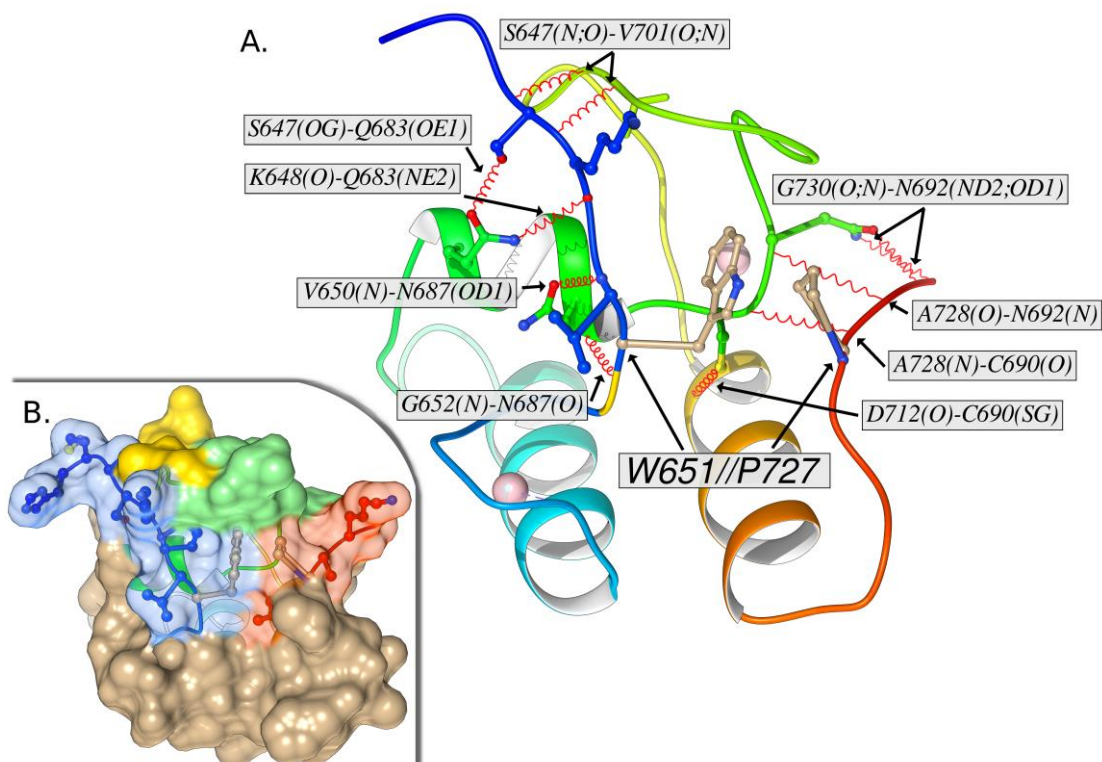 A.
S647(N;O)-V701(O;N)
S647(OG)-Q683(OE1)
K648(O)-Q683(NE2)
G730(O;N)-N692(ND2;OD1)
V650(N)-N687(OD1)
A728(O)-N692(N)
A728(N)-C690(O)
G652(N)-N687(O)
D712(O)-C690(SG)
W651//P727
B.